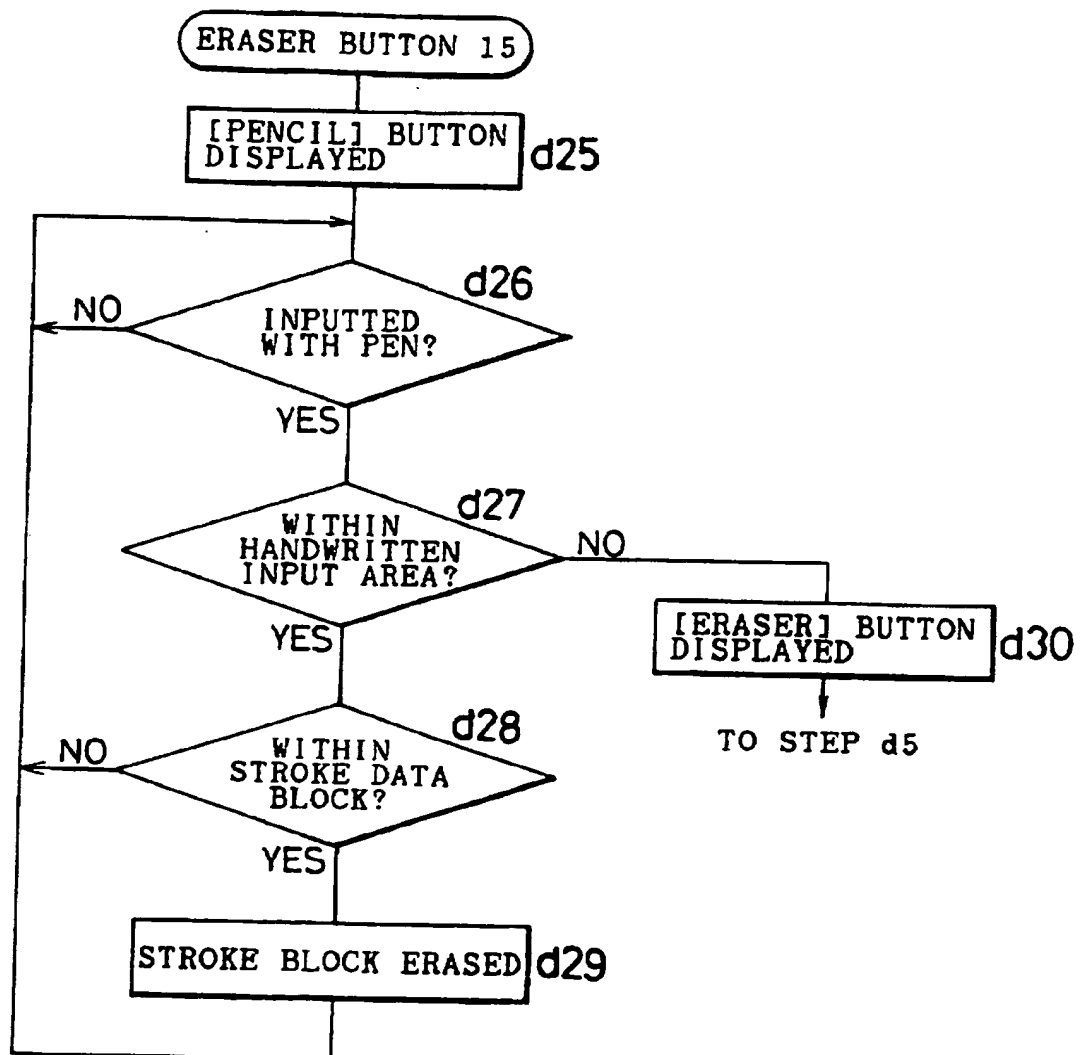 ERASER BUTTON 15
[PENCIL] BUTTON
DISPLAYED
d25
d26
NO
INPUTTED
WITH PEN?
YES
d27
WITHIN
HANDWRITTEN
INPUT AREA?
NO
YES
[ERASER] BUTTON
DISPLAYED
d30
TO STEP d5
d28
NO
WITHIN
STROKE DATA
BLOCK?
YES
STROKE BLOCK ERASED
d29